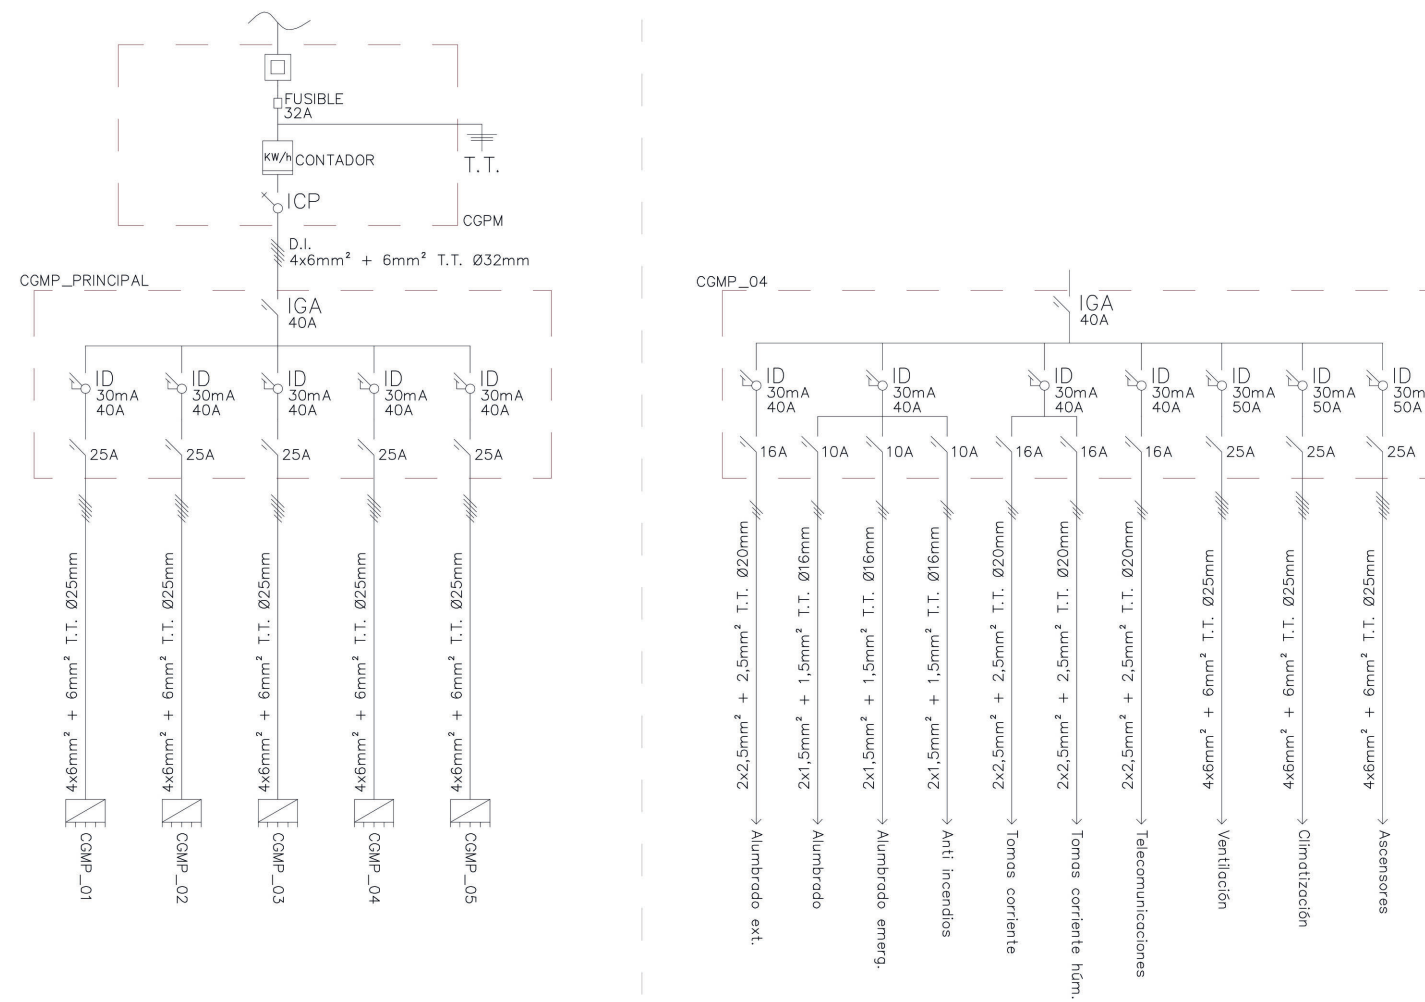 FUSIBLE
32A
KW/h CONTADOR
T.T.
ICP
CGPM
D.I.
4x6mm² + 6mm² T.T. Ø32mm
CGMP_PRINCIPAL
IGA
40A
ID
30mA
40A
ID
30mA
40A
ID
30mA
40A
ID
30mA
40A
ID
30mA
40A
25A
25A
25A
25A
25A
4x6mm² + 6mm² T.T. Ø25mm
4x6mm² + 6mm² T.T. Ø25mm
4x6mm² + 6mm² T.T. Ø25mm
4x6mm² + 6mm² T.T. Ø25mm
4x6mm² + 6mm² T.T. Ø25mm
CGMP_01
CGMP_02
CGMP_03
CGMP_04
CGMP_05
CGMP_04
IGA
40A
ID
30mA
40A
ID
30mA
40A
ID
30mA
40A
ID
30mA
40A
ID
30mA
50A
ID
30mA
50A
ID
30m
50A
16A
10A
10A
10A
16A
16A
16A
25A
25A
25A
2x2,5mm² + 2,5mm² T.T. Ø20mm
2x1,5mm² + 1,5mm² T.T. Ø16mm
2x1,5mm² + 1,5mm² T.T. Ø16mm
2x1,5mm² + 1,5mm² T.T. Ø16mm
2x2,5mm² + 2,5mm² T.T. Ø20mm
2x2,5mm² + 2,5mm² T.T. Ø20mm
2x2,5mm² + 2,5mm² T.T. Ø20mm
4x6mm² + 6mm² T.T. Ø25mm
4x6mm² + 6mm² T.T. Ø25mm
4x6mm² + 6mm² T.T. Ø25mm
Alumbrado ext.
Alumbrado
Alumbrado emerg.
Anti incendios
Tomas corriente
Tomas corriente húm.
Telecomunicaciones
Ventilación
Climatización
Ascensores